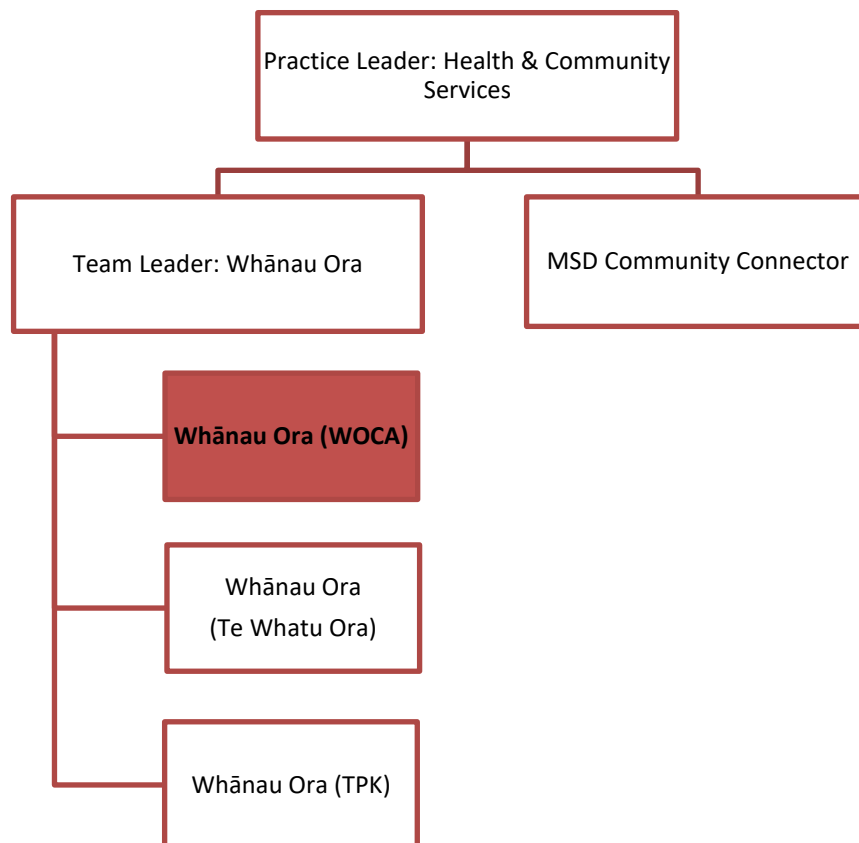 Practice Leader: Health & Community
Services
Team Leader: Whānau Ora
MSD Community Connector
Whānau Ora (WOCA)
Whānau Ora
(Te Whatu Ora)
Whānau Ora (TPK)